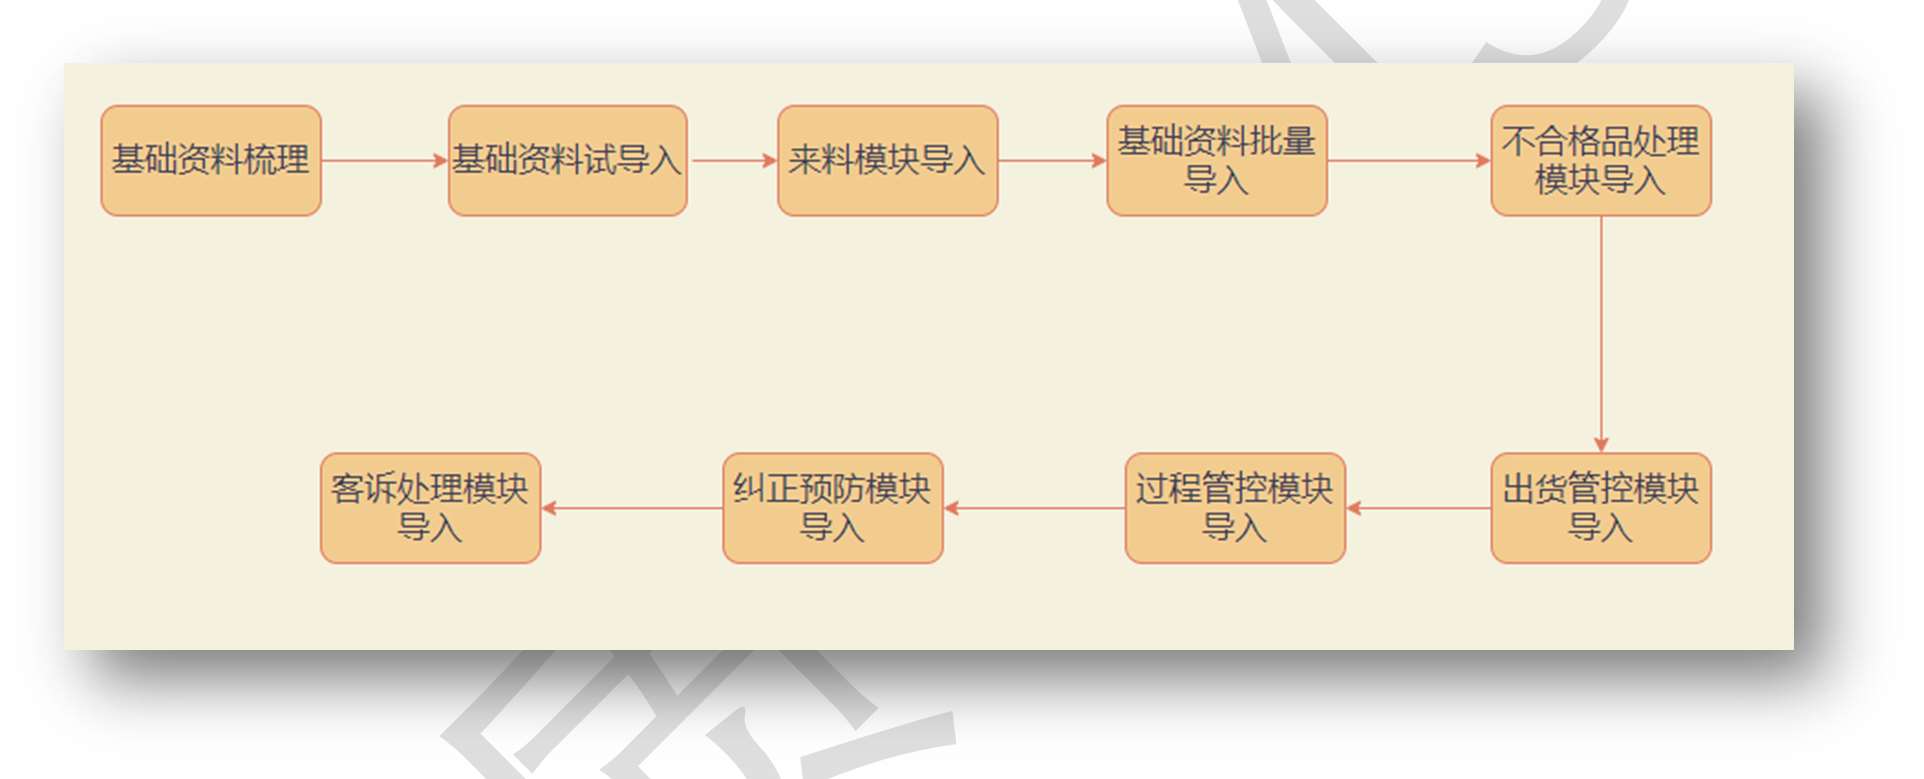 基础资料梳理
基础资料试导入
来料模块导入
基础资料批量
导入
不合格品处理
模块导入
出货管控模块
导入
过程管控模块
导入
纠正预防模块
导入
客诉处理模块
导入